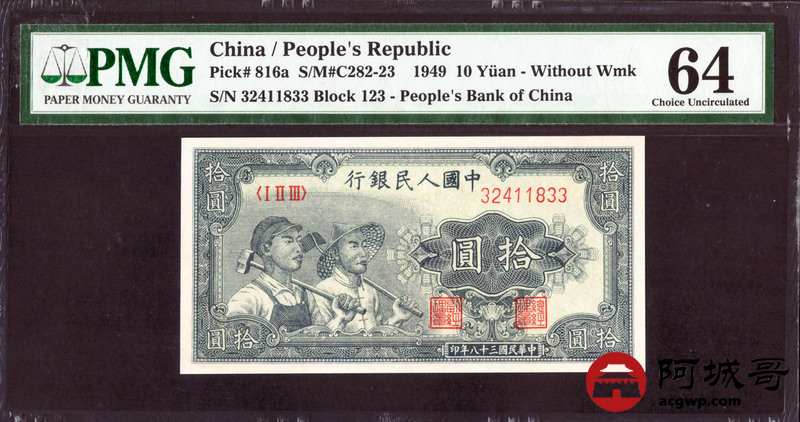 PMG
PAPER MONEY GUARANTY
China / People's Republic
Pick# 816a S/M#C282-23 1949 10 Yüan - Without Wmk
S/N 32411833 Block 123 - People's Bank of China
64
Choice Uncirculated
中國人民銀行
〈I II III〉
32411833
拾圓
拾圓
拾圓
拾圓
中華民國三十八年印
阿城哥
acgwp.com